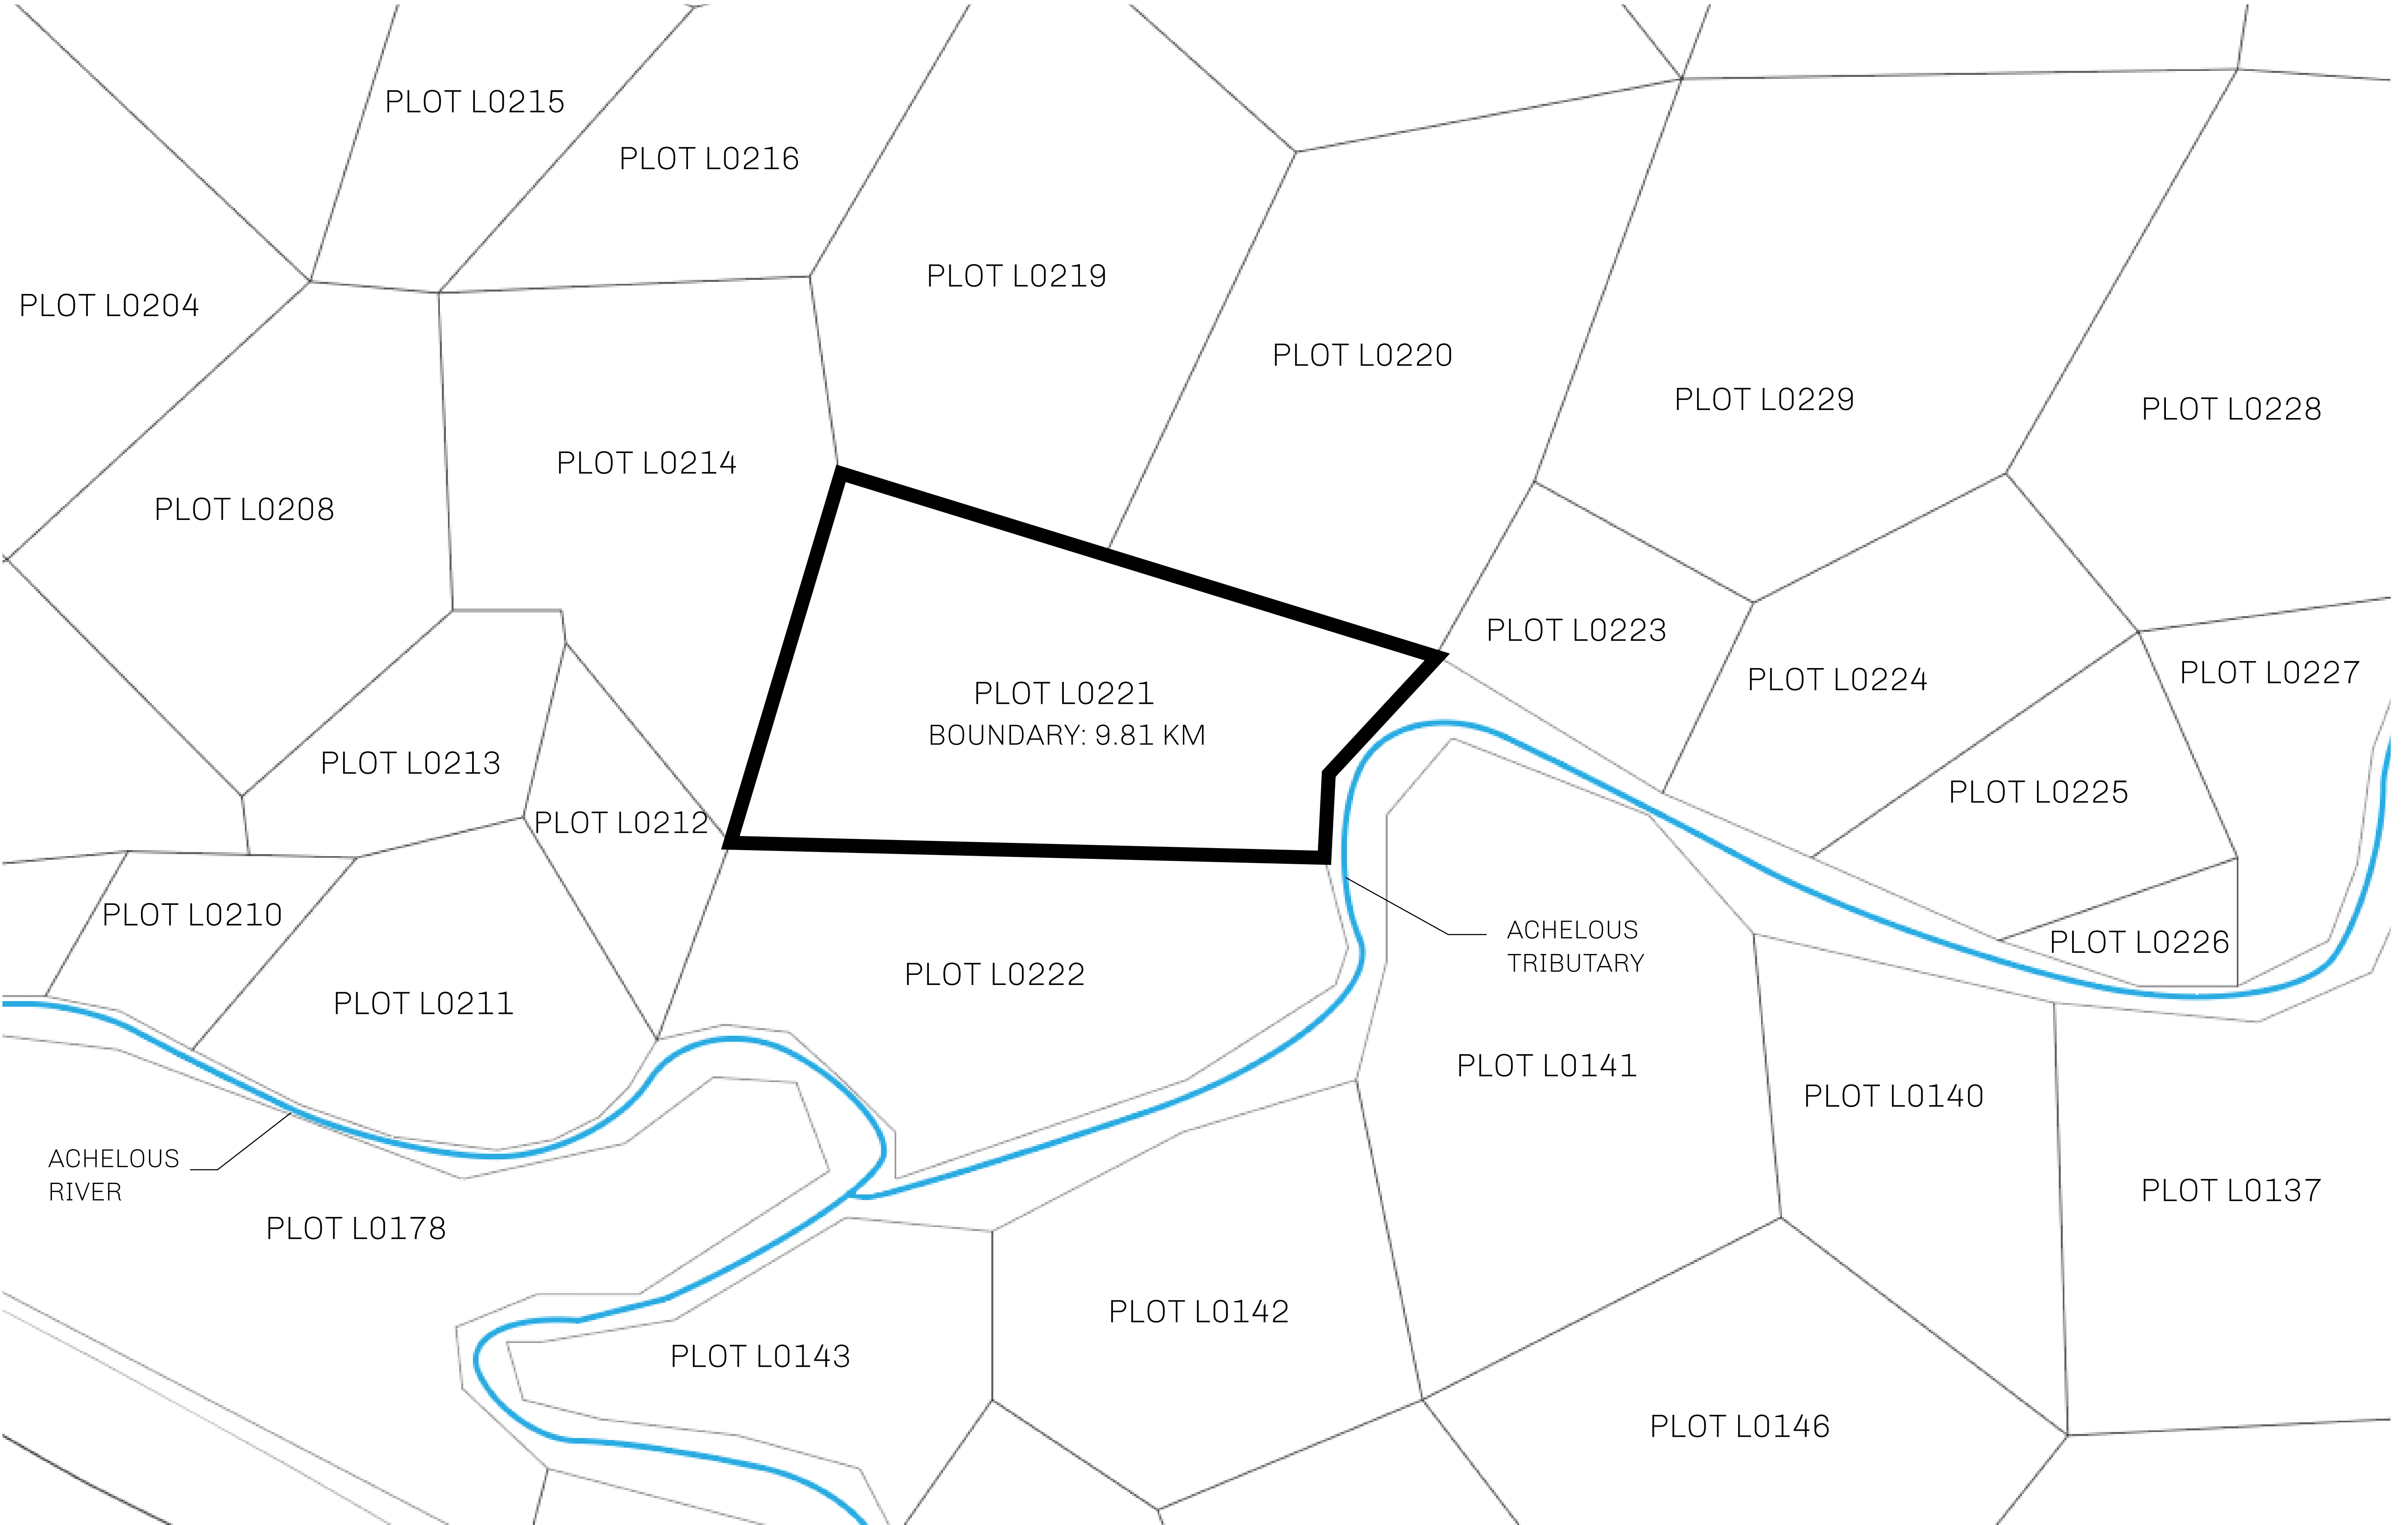 PLOT L0215
PLOT L0216
PLOT L0219
PLOT L0204
PLOT L0220
PLOT L0229
PLOT L0228
PLOT L0214
PLOT L0208
PLOT L0223
PLOT L0227
PLOT L0224
PLOT L0221
BOUNDARY: 9.81 KM
PLOT L0213
PLOT L0225
PLOT L0212
PLOT L0210
ACHELOUS
TRIBUTARY
PLOT L0226
PLOT L0222
PLOT L0211
PLOT L0141
PLOT L0140
ACHELOUS
RIVER
PLOT L0137
PLOT L0178
PLOT L0142
PLOT L0143
PLOT L0146